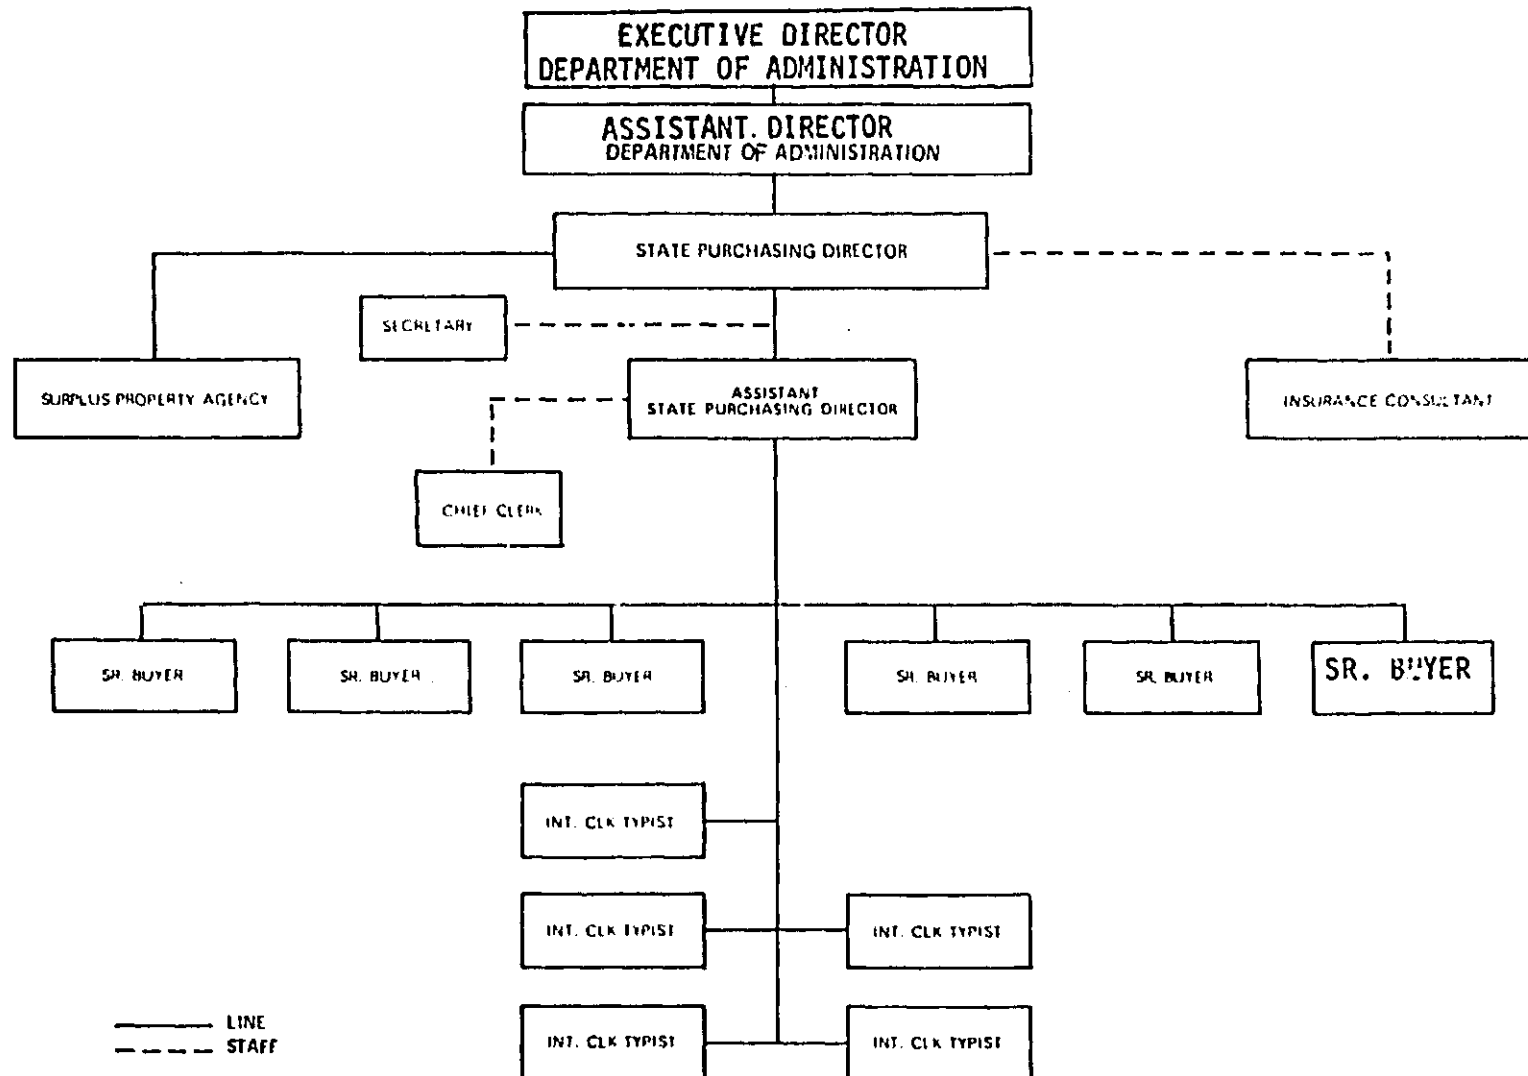 EXECUTIVE DIRECTOR
DEPARTMENT OF ADMINISTRATION
ASSISTANT. DIRECTOR
DEPARTMENT OF ADMINISTRATION
STATE PURCHASING DIRECTOR
SECRETARY
SURPLUS PROPERTY AGENCY
ASSISTANT
STATE PURCHASING DIRECTOR
INSURANCE CONSULTANT
CHIEF CLERK
SR. BUYER
SR. BUYER
SR. BUYER
SR. BUYER
SR. BUYER
SR. BUYER
INT. CLK TYPIST
INT. CLK TYPIST
INT. CLK TYPIST
INT. CLK TYPIST
INT. CLK TYPIST
LINE
STAFF